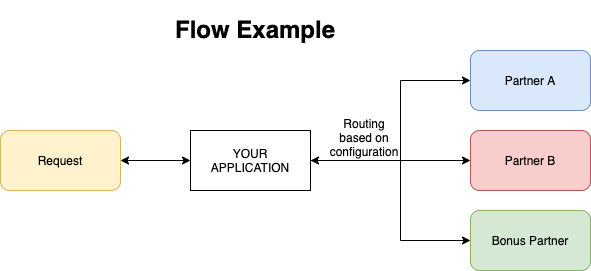 Flow Example
Request
YOUR
APPLICATION
Routing
based on
configuration
Partner A
Partner B
Bonus Partner